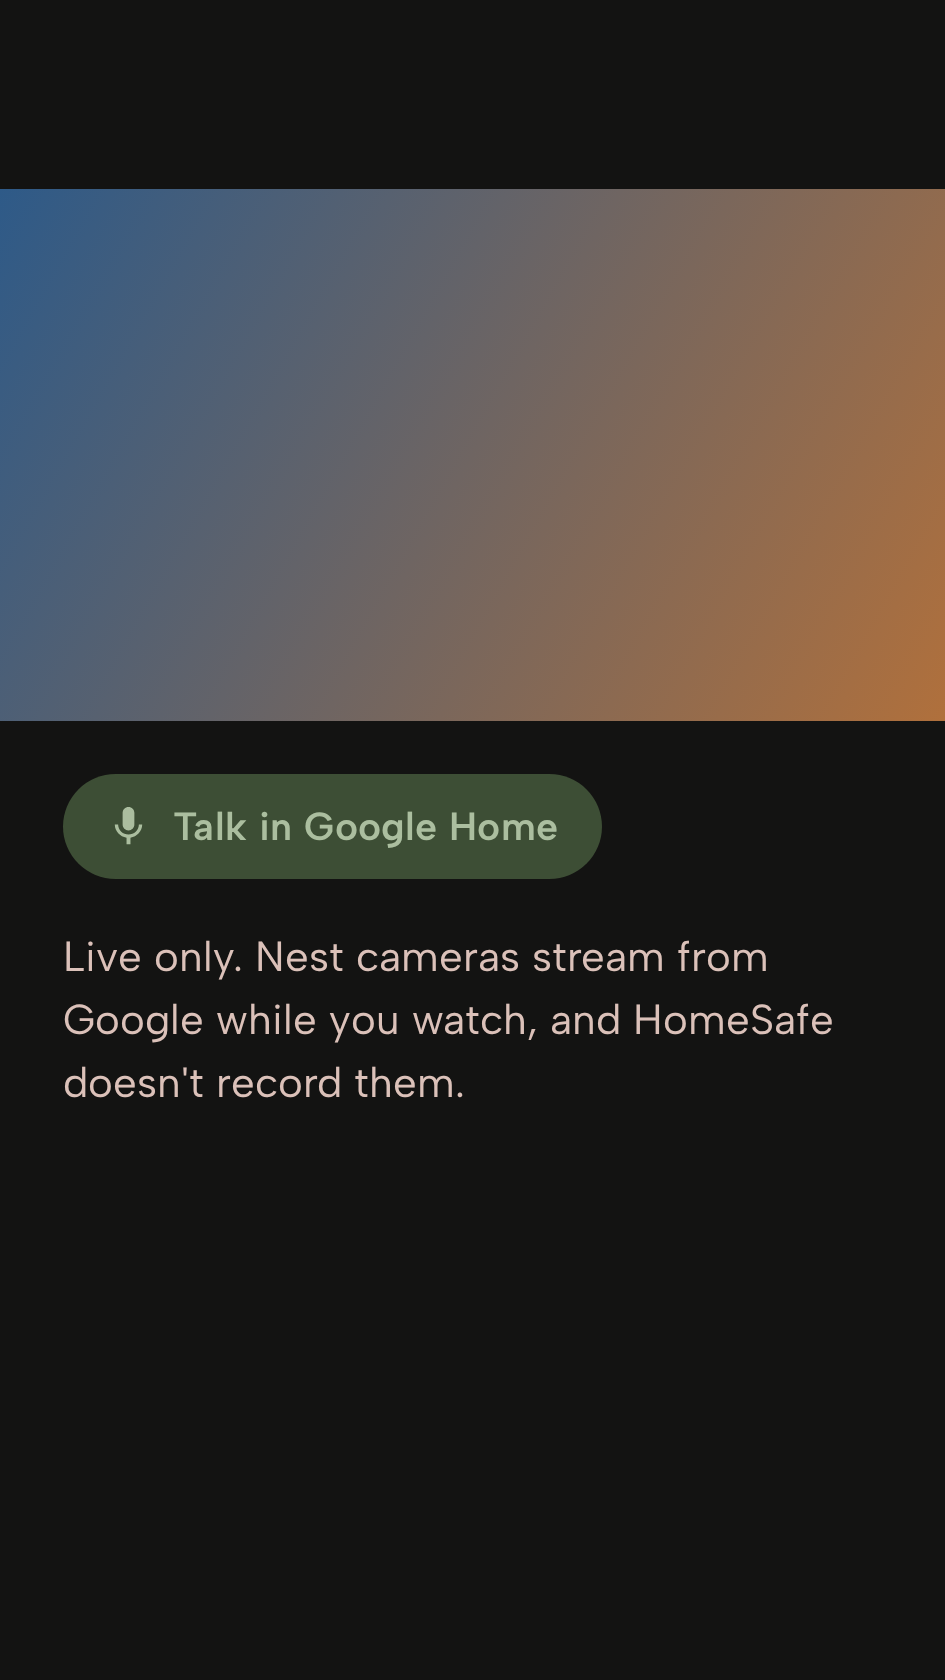 Talk in Google Home
Live only. Nest cameras stream from
Google while you watch, and HomeSafe
doesn't record them.